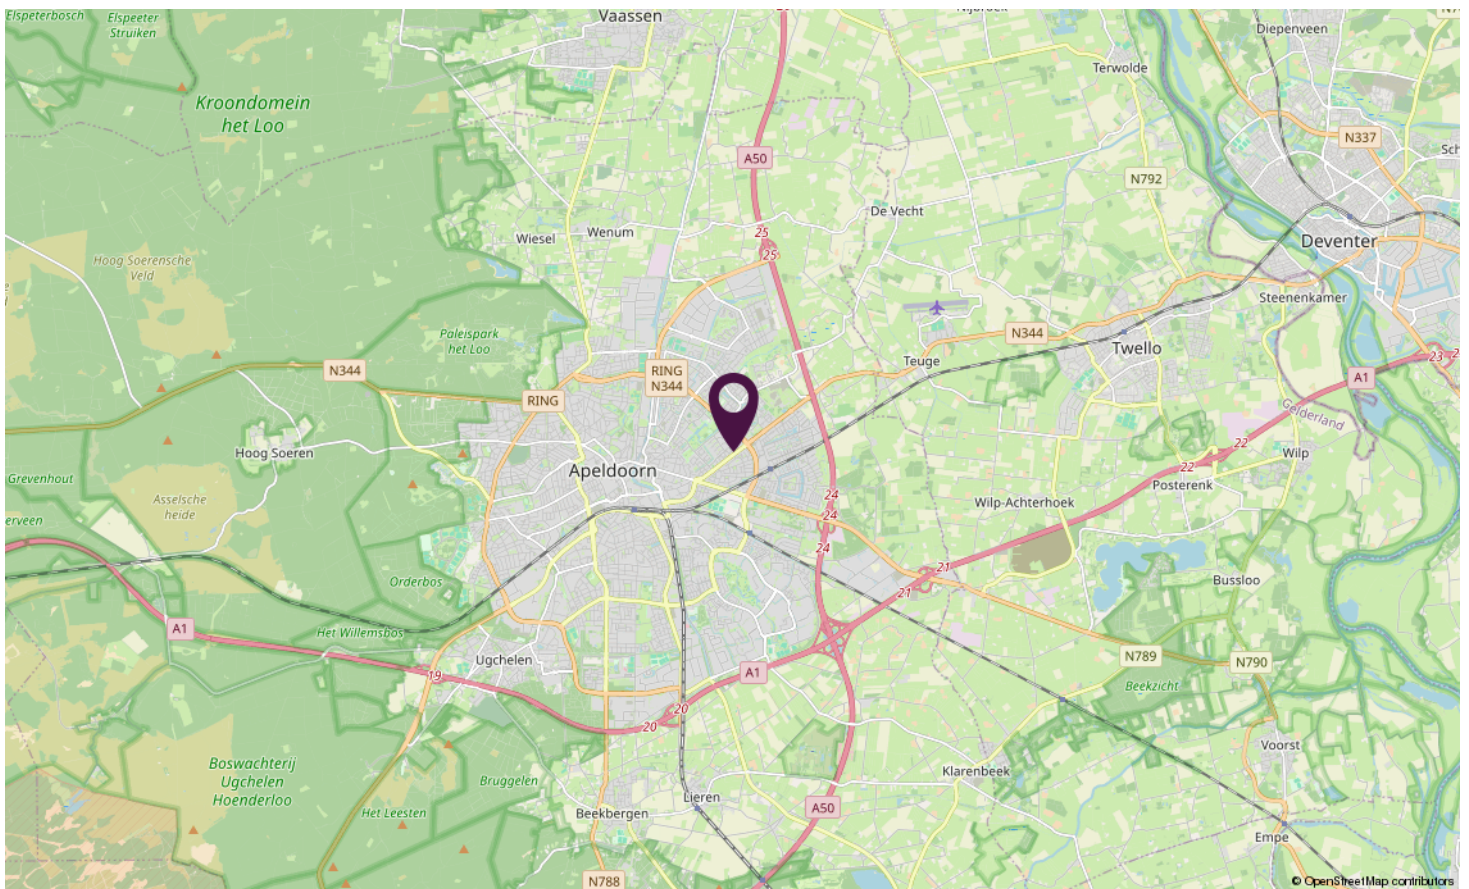 Elspeterbosch
Elspeeter
Struiken
Vaassen
Diepenveen
Terwolde
Kroondomein
het Loo
N337
A50
N792
De Vecht
25
Wiesel
Wenum
Deventer
25
Hoog Soerensche
Veld
Steenenkamer
Paleispark
het Loo
N344
Twello
Teuge
23
N344
RING
N344
A1
RING
Gelderland
22
Hoog Soeren
Wilp
Apeldoorn
22
Grevenhout
Posterenk
24
Asselsche
heide
Wilp-Achterhoek
24
erveen
24
21
Orderbos
Bussloo
21
A1
Het Willemsbos
Ugchelen
N789
N790
19
A1
Beekzicht
20
20
Voorst
Boswachterij
Ugchelen
Hoenderloo
Klarenbeek
Bruggelen
Lieren
Het Leesten
Beekbergen
A50
Empe
N788
© OpenStreetMap contributors